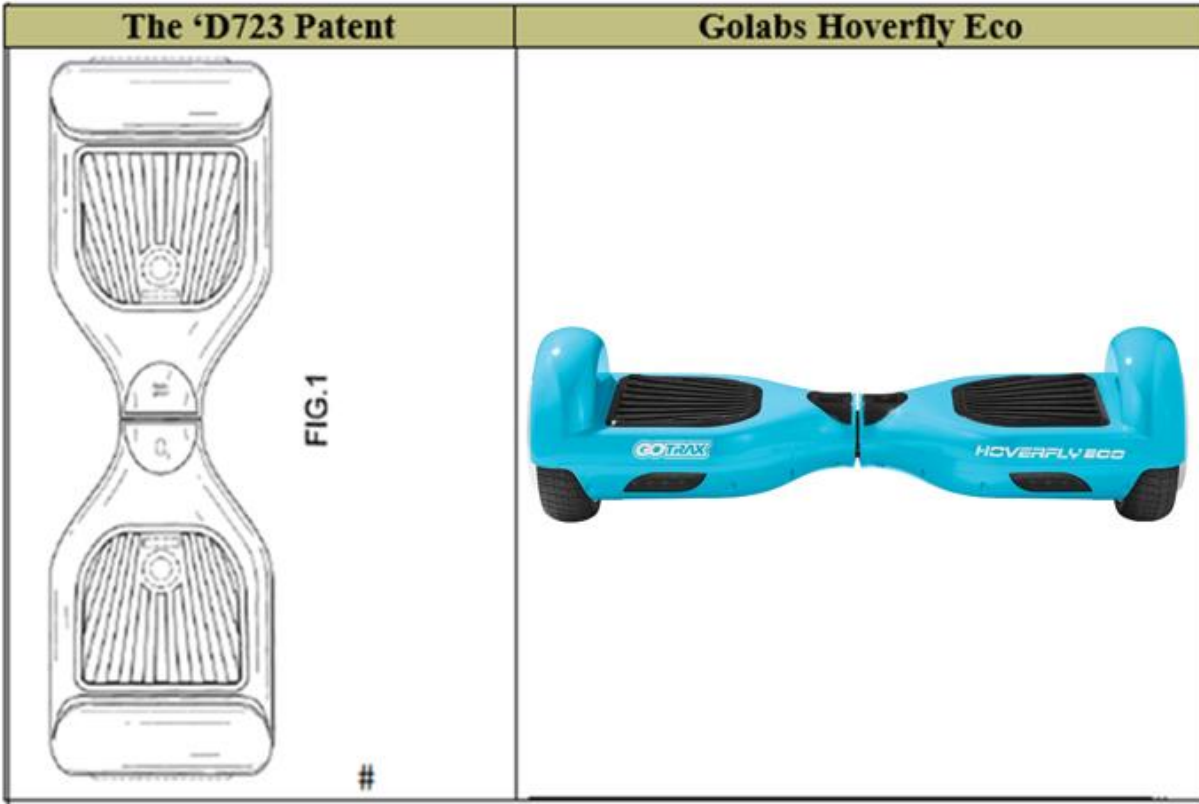 The ‘D723 Patent
Golabs Hoverfly Eco
FIG.1
#
GOTRAX
HOVERFLY ECO